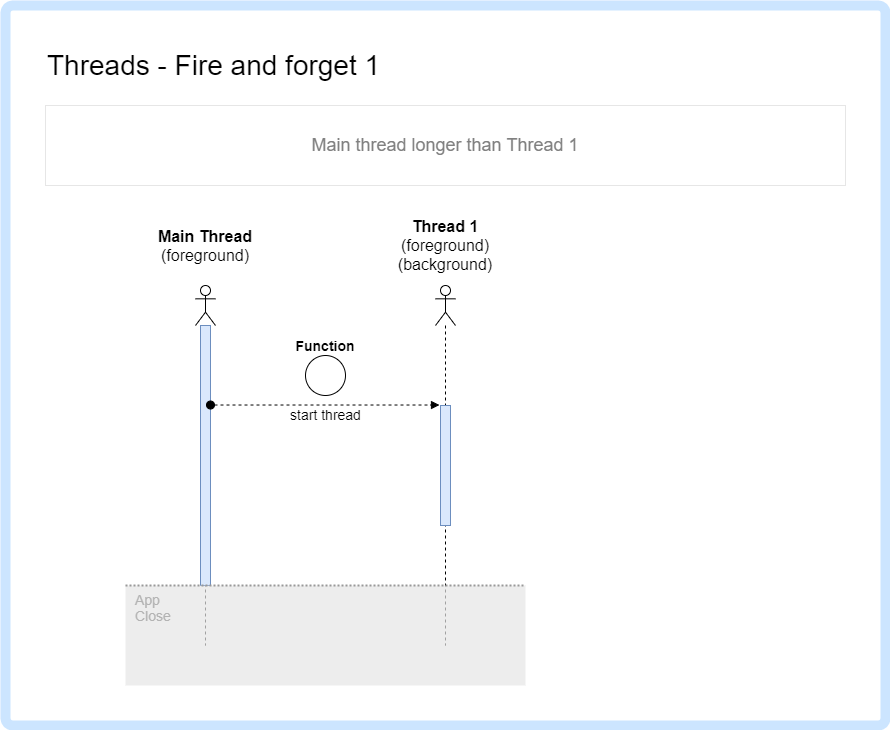 Threads - Fire and forget 1
Main thread longer than Thread 1
Main Thread
(foreground)
Thread 1
(foreground)
(background)
Function
start thread
App
Close